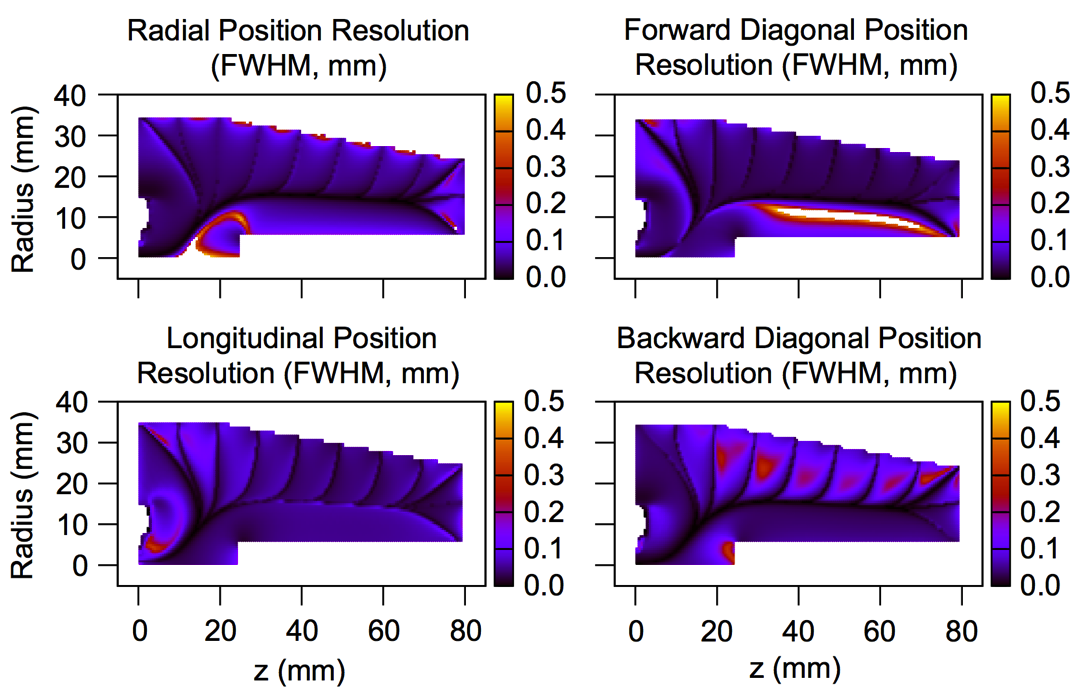 Radial Position Resolution
(FWHM, mm)
Forward Diagonal Position
Resolution (FWHM, mm)
Radius (mm)
40
30
20
10
0
0.5
0.4
0.3
0.2
0.1
0.0
0.5
0.4
0.3
0.2
0.1
0.0
Longitudinal Position
Resolution (FWHM, mm)
Backward Diagonal Position
Resolution (FWHM, mm)
Radius (mm)
40
30
20
10
0
0.5
0.4
0.3
0.2
0.1
0.0
0.5
0.4
0.3
0.2
0.1
0.0
0 20 40 60 80
z (mm)
0 20 40 60 80
z (mm)